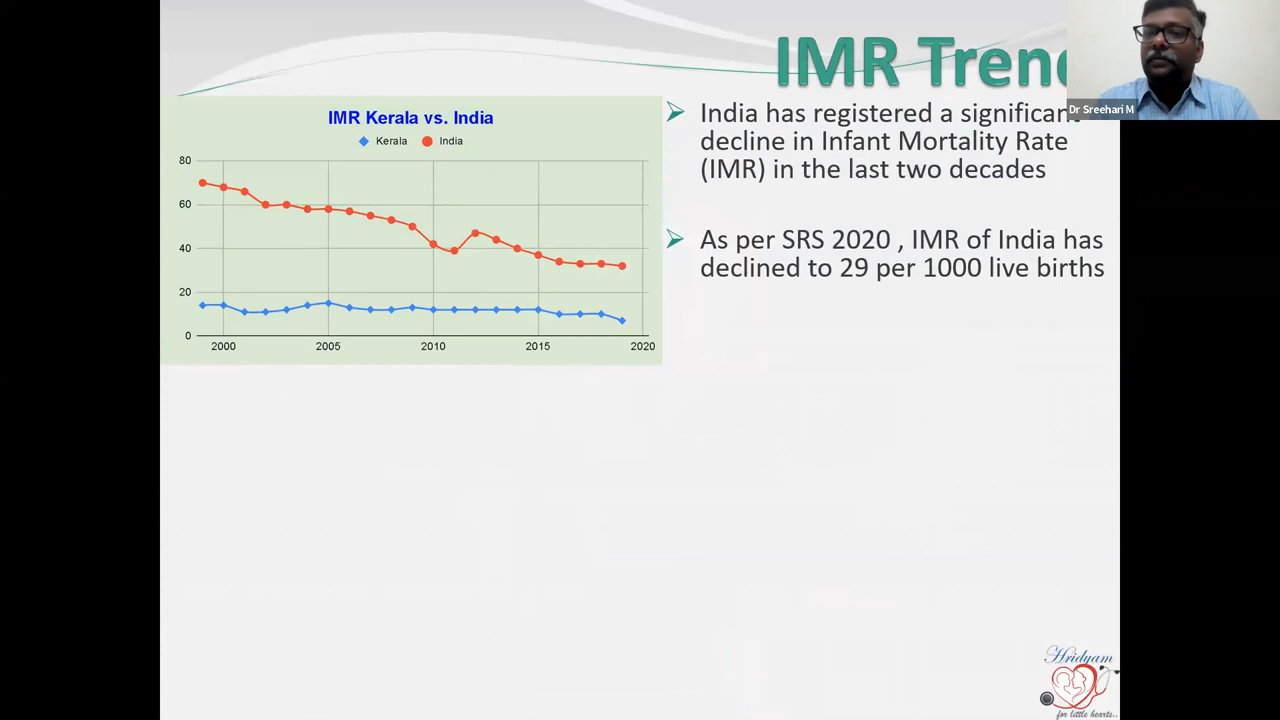 IMR Tren
Dr Sreehari M
IMR Kerala vs. India
Kerala India
80
60
40
20
0
2000 2005 2010 2015 2020
India has registered a significant
decline in Infant Mortality Rate
(IMR) in the last two decades
As per SRS 2020 , IMR of India has
declined to 29 per 1000 live births
Hridyam
for little hearts..